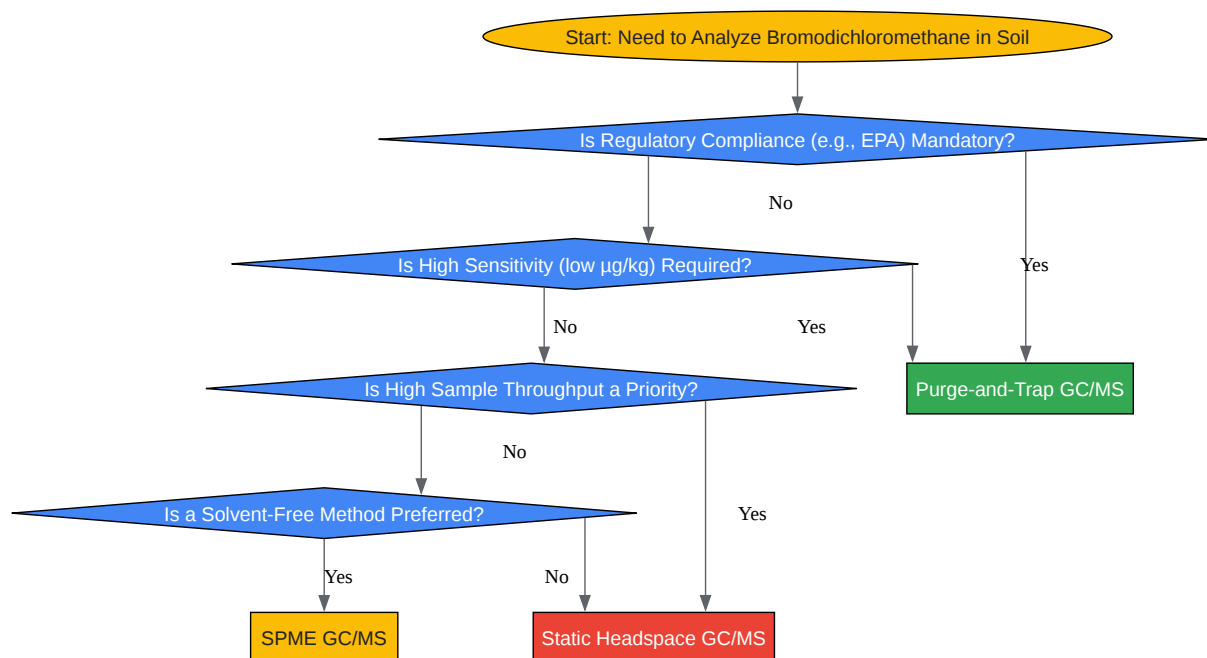 Start: Need to Analyze Bromodichloromethane in Soil
Is Regulatory Compliance (e.g., EPA) Mandatory?
No
Is High Sensitivity (low µg/kg) Required?
Yes
No
Yes
Is High Sample Throughput a Priority?
Purge-and-Trap GC/MS
No
Is a Solvent-Free Method Preferred?
Yes
Yes
No
SPME GC/MS
Static Headspace GC/MS